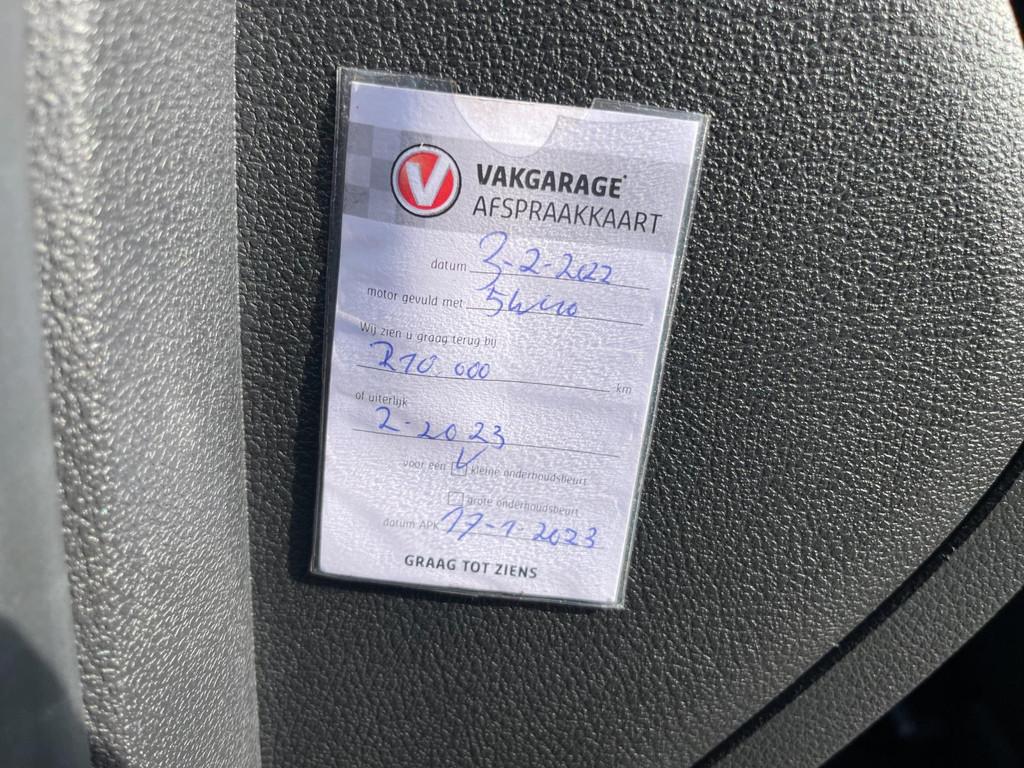 V VAKGARAGE
AFSPRAAKKAART
datum 2-2-2022
motor gevuld met 5w40
Wij zien u graag terug bij
210.000 km
of uiterlijk
2-2023
voor een kleine onderhoudsbeurt
grote onderhoudsbeurt
datum APK 17-1-2023
GRAAG TOT ZIENS